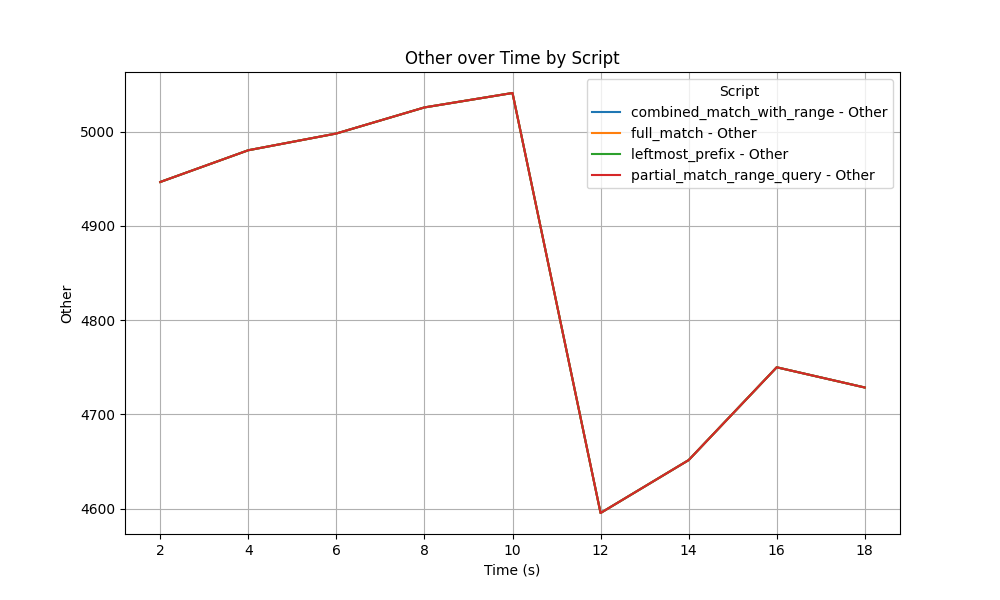 Other over Time by Script
Script
combined_match_with_range - Other
full_match - Other
leftmost_prefix - Other
partial_match_range_query - Other
Other
5000
4900
4800
4700
4600
2 4 6 8 10 12 14 16 18
Time (s)